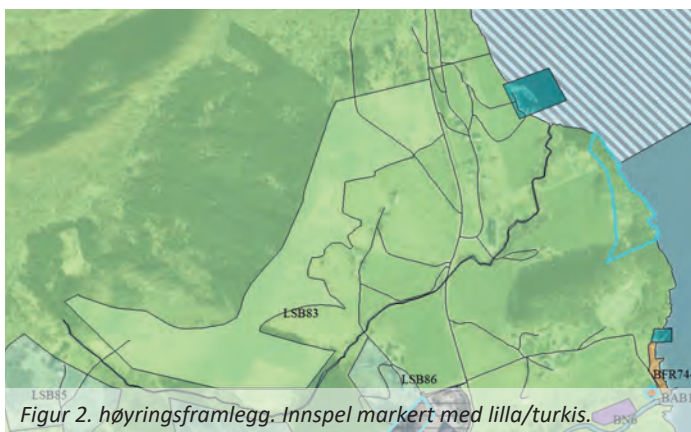 LSB83
LSB85
LSB86
BFR74
BAB1
BN6
Figur 2. høyringsframlegg. Innspel markert med lilla/turkis.